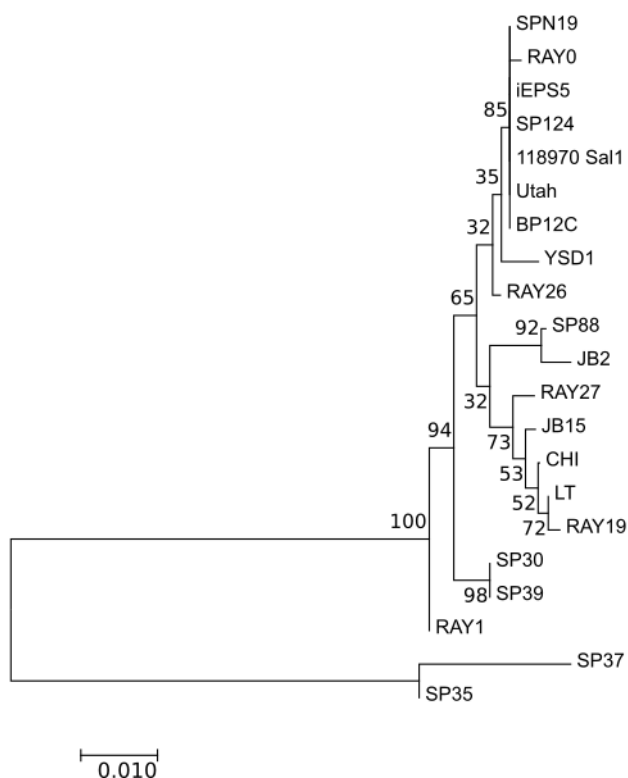 SPN19
RAY0
iEPS5
85
SP124
118970 Sal1
35
Utah
32
BP12C
YSD1
65
RAY26
92
SP88
JB2
32
RAY27
94
73
JB15
53
CHI
52
LT
100
72
RAY19
SP30
98
SP39
RAY1
SP37
SP35
0.010